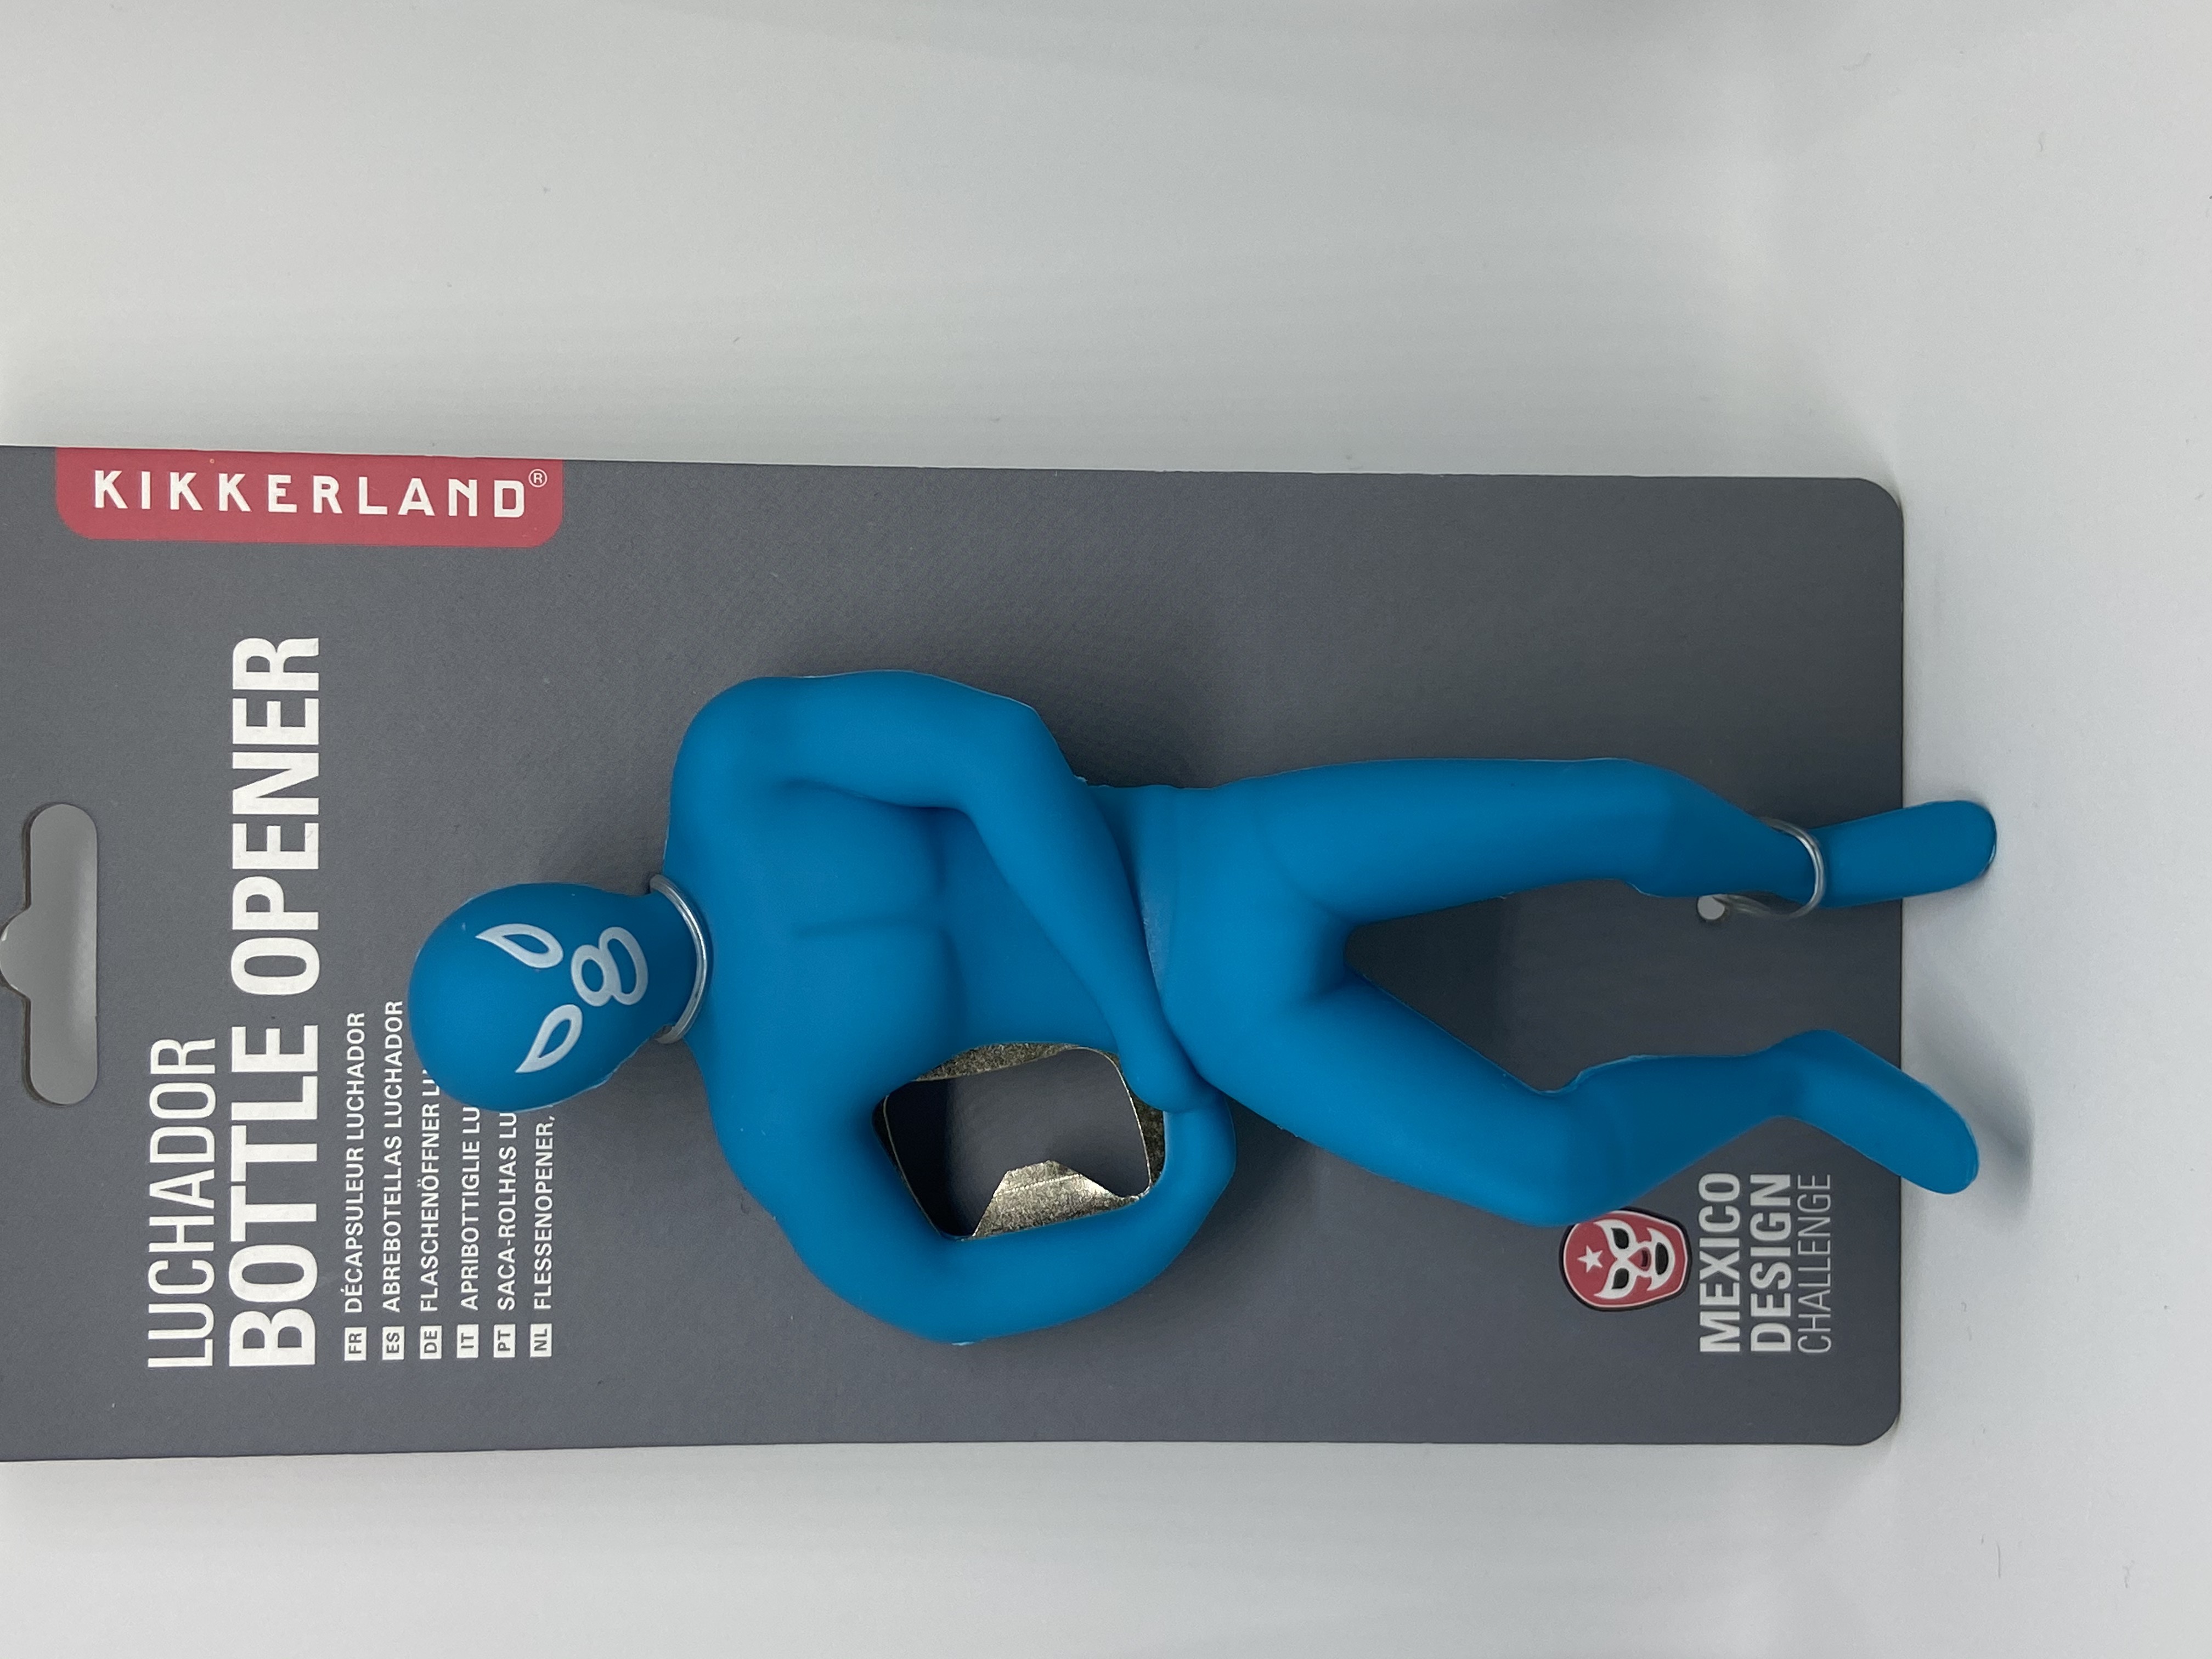 LUCHADOR
BOTTLE OPENER
FR DÉCAPSULEUR LUCHADOR
ES ABREBOTELLAS LUCHADOR
DE FLASCHENÖFFNER
IT APRIBOTTIGLIE
PT SACA-ROLHAS
NL FLESSENOPENER,
KIKKERLAND®
MEXICO
DESIGN
CHALLENGE